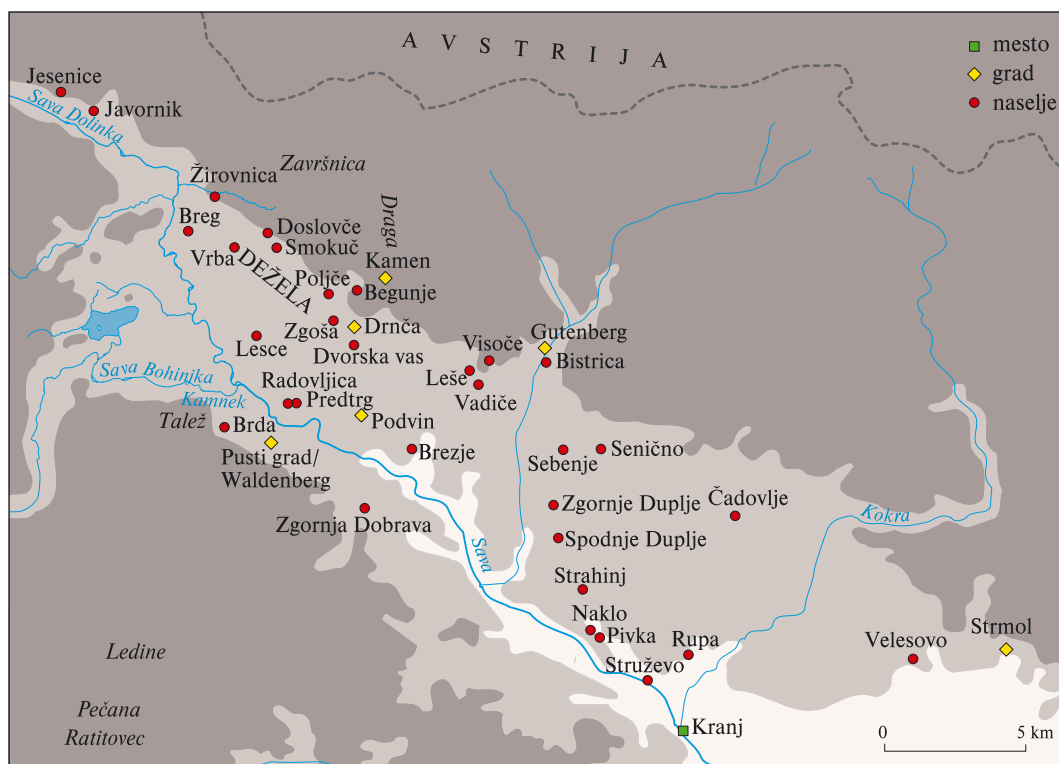 AVSTRIJA
mesto
grad
naselje
Jesenice
Javornik
Sava Dolinka
Žirovnica
Završnica
Breg
Doslovče
Smokuč
Vrba
DEŽELA
Draga
Kamen
Poljče
Begunje
Zgoša
Drnča
Lesce
Dvorska vas
Visoče
Gutenberg
Bistrica
Leše
Vadiče
Sava Bohinjka
Kamnek
Radovljica
Predtrg
Talež
Brda
Podvin
Pusti grad/
Waldenberg
Brezje
Sebenje
Senično
Zgornja Dobrava
Zgornje Duplje
Čadovlje
Kokra
Sava
Spodnje Duplje
Strahinj
Naklo
Pivka
Rupa
Velesovo
Strmol
Struževo
Ledine
Pečana
Ratitovec
Kranj
0
5 km